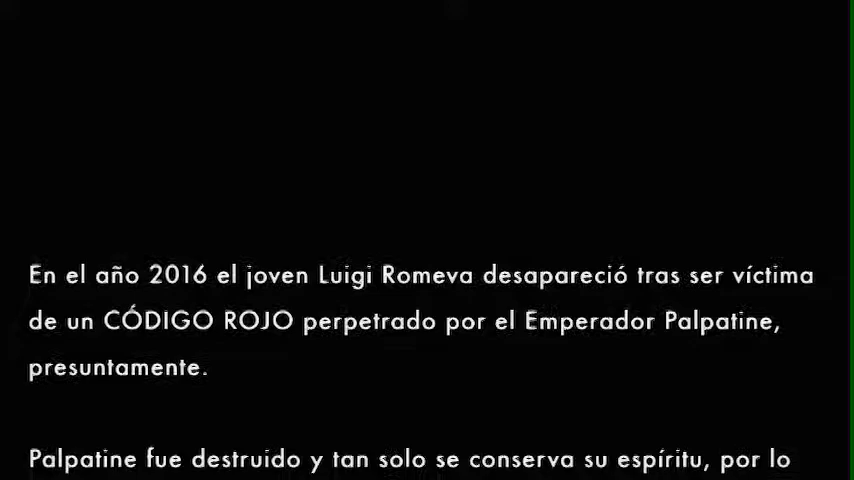 En el año 2016 el joven Luigi Romeva desapareció tras ser víctima
de un CÓDIGO ROJO perpetrado por el Emperador Palpatine,
presuntamente.
Palpatine fue destruido y tan solo se conserva su espíritu, por lo